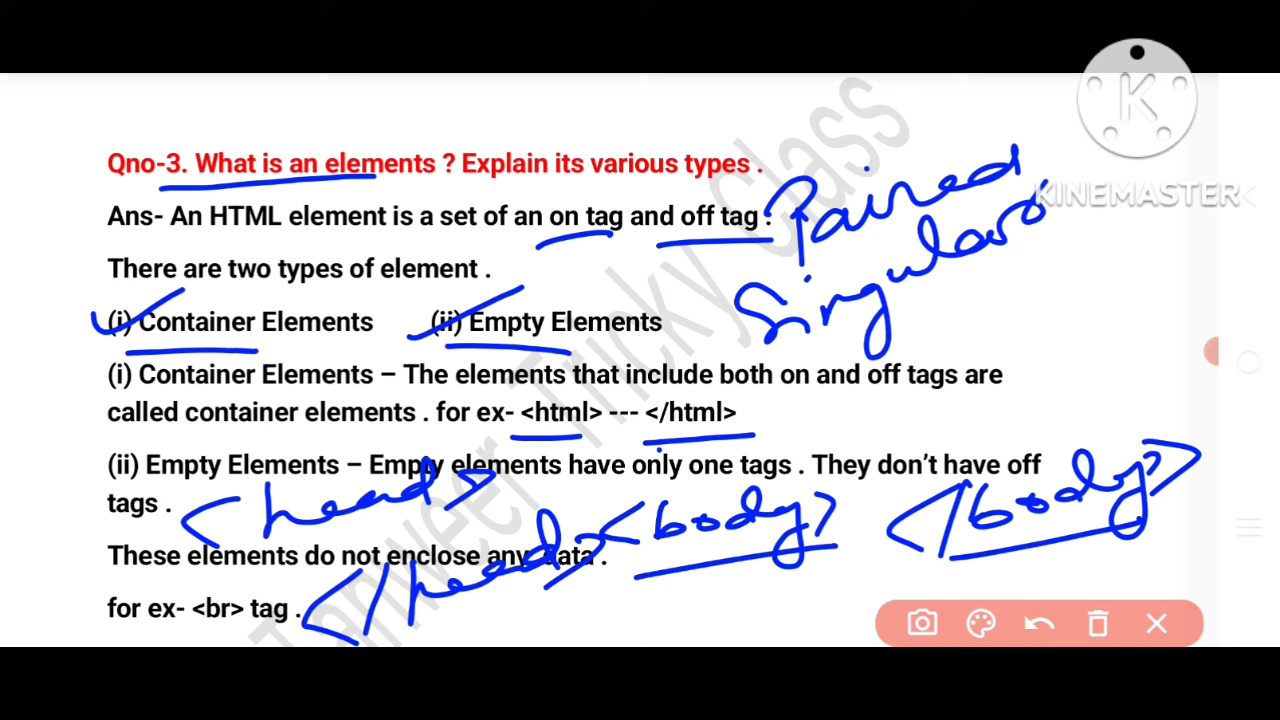 KINEMASTER
Qno-3. What is an elements ? Explain its various types .
Ans- An HTML element is a set of an on tag and off tag .
Paired
Singular
There are two types of element .
(i) Container Elements (ii) Empty Elements
(i) Container Elements – The elements that include both on and off tags are
called container elements . for ex- <html> --- </html>
(ii) Empty Elements – Empty elements have only one tags . They don’t have off
tags .
<head>
<body> </body>
These elements do not enclose any data .
</head>
for ex- <br> tag .
Tanweer Tricky Class